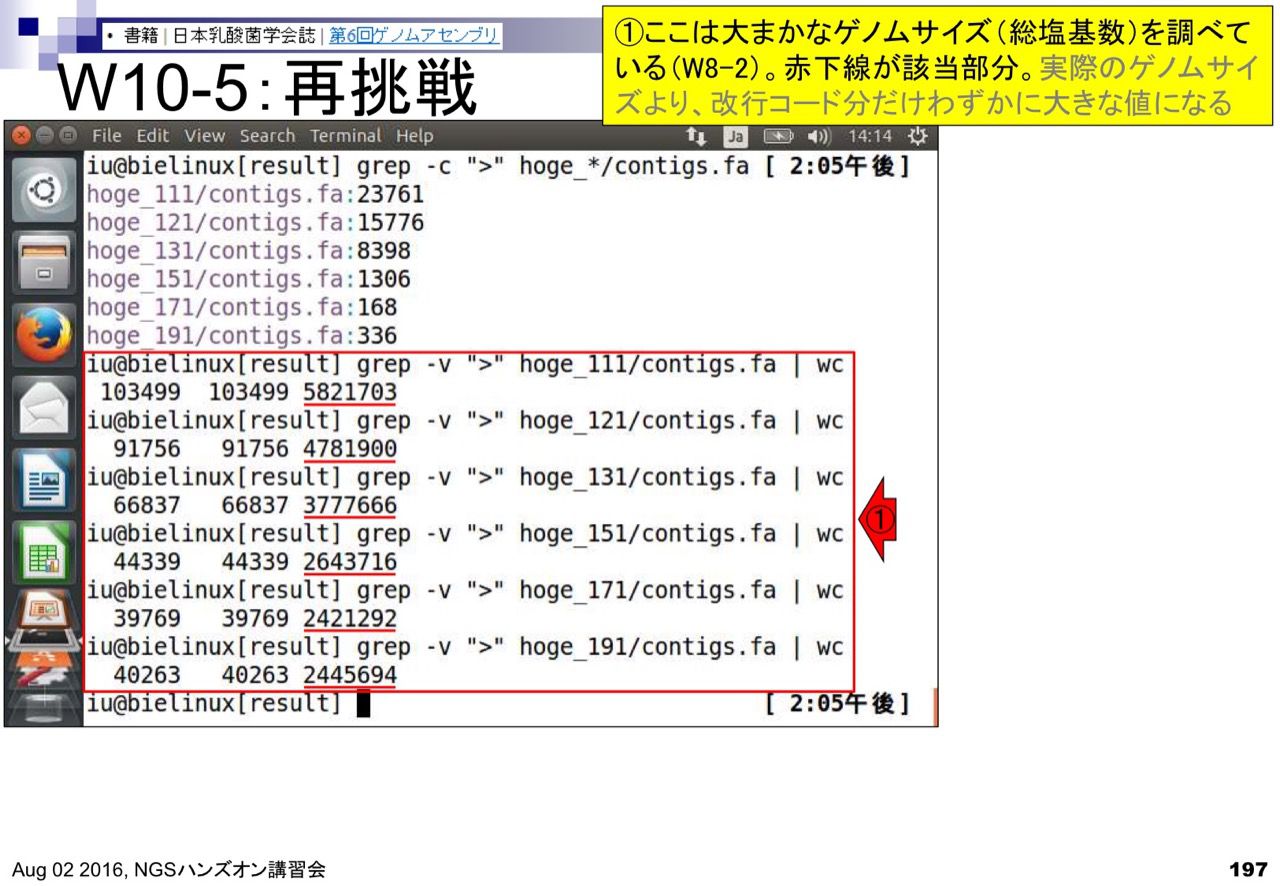 • 書籍 | 日本乳酸菌学会誌 | 第6回ゲノムアセンブリ
W10-5：再挑戦
①ここは大まかなゲノムサイズ（総塩基数）を調べて
いる（W8-2）。赤下線が該当部分。実際のゲノムサイ
ズより、改行コード分だけわずかに大きな値になる
File Edit View Search Terminal Help Ja 14:14
iu@bielinux[result] grep -c ">" hoge_*/contigs.fa [ 2:05午後]
hoge_111/contigs.fa:23761
hoge_121/contigs.fa:15776
hoge_131/contigs.fa:8398
hoge_151/contigs.fa:1306
hoge_171/contigs.fa:168
hoge_191/contigs.fa:336
iu@bielinux[result] grep -v ">" hoge_111/contigs.fa | wc
103499 103499 5821703
iu@bielinux[result] grep -v ">" hoge_121/contigs.fa | wc
91756 91756 4781900
iu@bielinux[result] grep -v ">" hoge_131/contigs.fa | wc
66837 66837 3777666
iu@bielinux[result] grep -v ">" hoge_151/contigs.fa | wc
44339 44339 2643716
iu@bielinux[result] grep -v ">" hoge_171/contigs.fa | wc
39769 39769 2421292
iu@bielinux[result] grep -v ">" hoge_191/contigs.fa | wc
40263 40263 2445694
iu@bielinux[result] [ 2:05午後]
①
Aug 02 2016, NGSハンズオン講習会
197